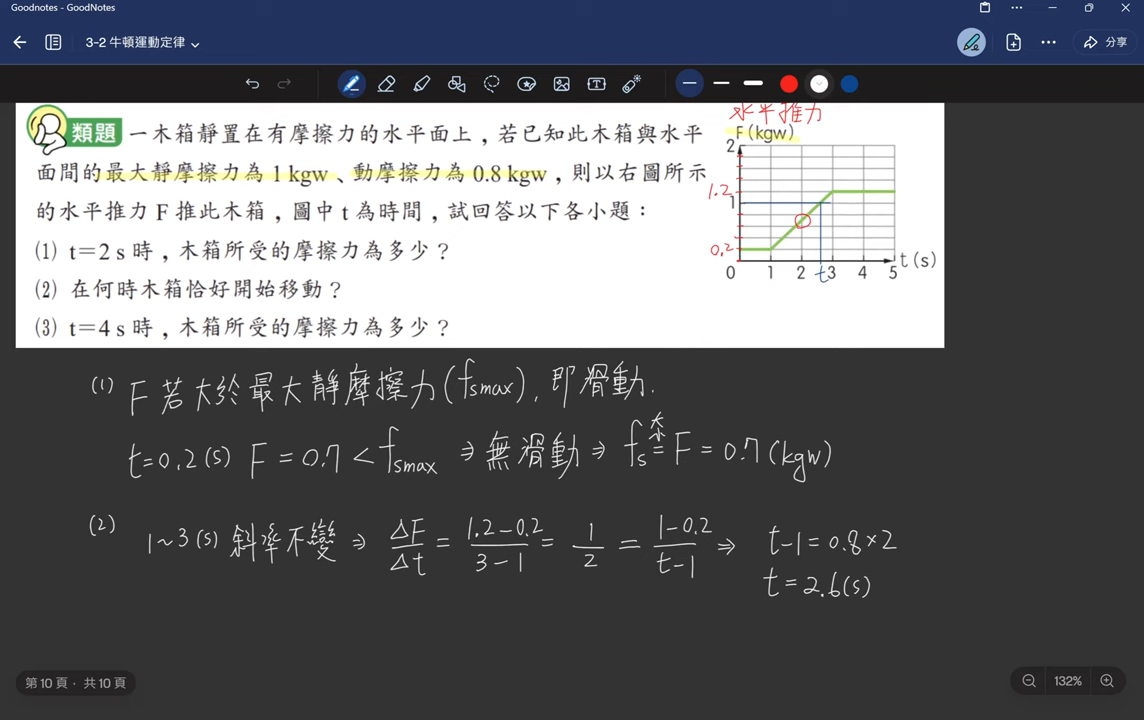 Goodnotes - GoodNotes
3-2 牛頓運動定律
分享
類題 一木箱靜置在有摩擦力的水平面上，若已知此木箱與水平
面間的最大靜摩擦力為 1 kgw、動摩擦力為 0.8 kgw，則以右圖所示
的水平推力 F 推此木箱，圖中 t 為時間，試回答以下各小題：
(1) t＝2 s 時，木箱所受的摩擦力為多少？
(2) 在何時木箱恰好開始移動？
(3) t＝4 s 時，木箱所受的摩擦力為多少？
水平推力
F(kgw)
2
1.2
1
0.2
0 1 2 t 3 4 5
t(s)
(1) F 若大於最大靜摩擦力(fsmax), 即滑動.
t=0.2(s) F = 0.7 < fsmax ⇒ 無滑動 ⇒ fs = F = 0.7 (kgw)
(2) 1~3(s) 斜率不變 ⇒ ΔF/Δt = (1.2-0.2)/(3-1) = 1/2 = (1-0.2)/(t-1) ⇒ t-1=0.8×2
t=2.6(s)
第 10 頁，共 10 頁
132%